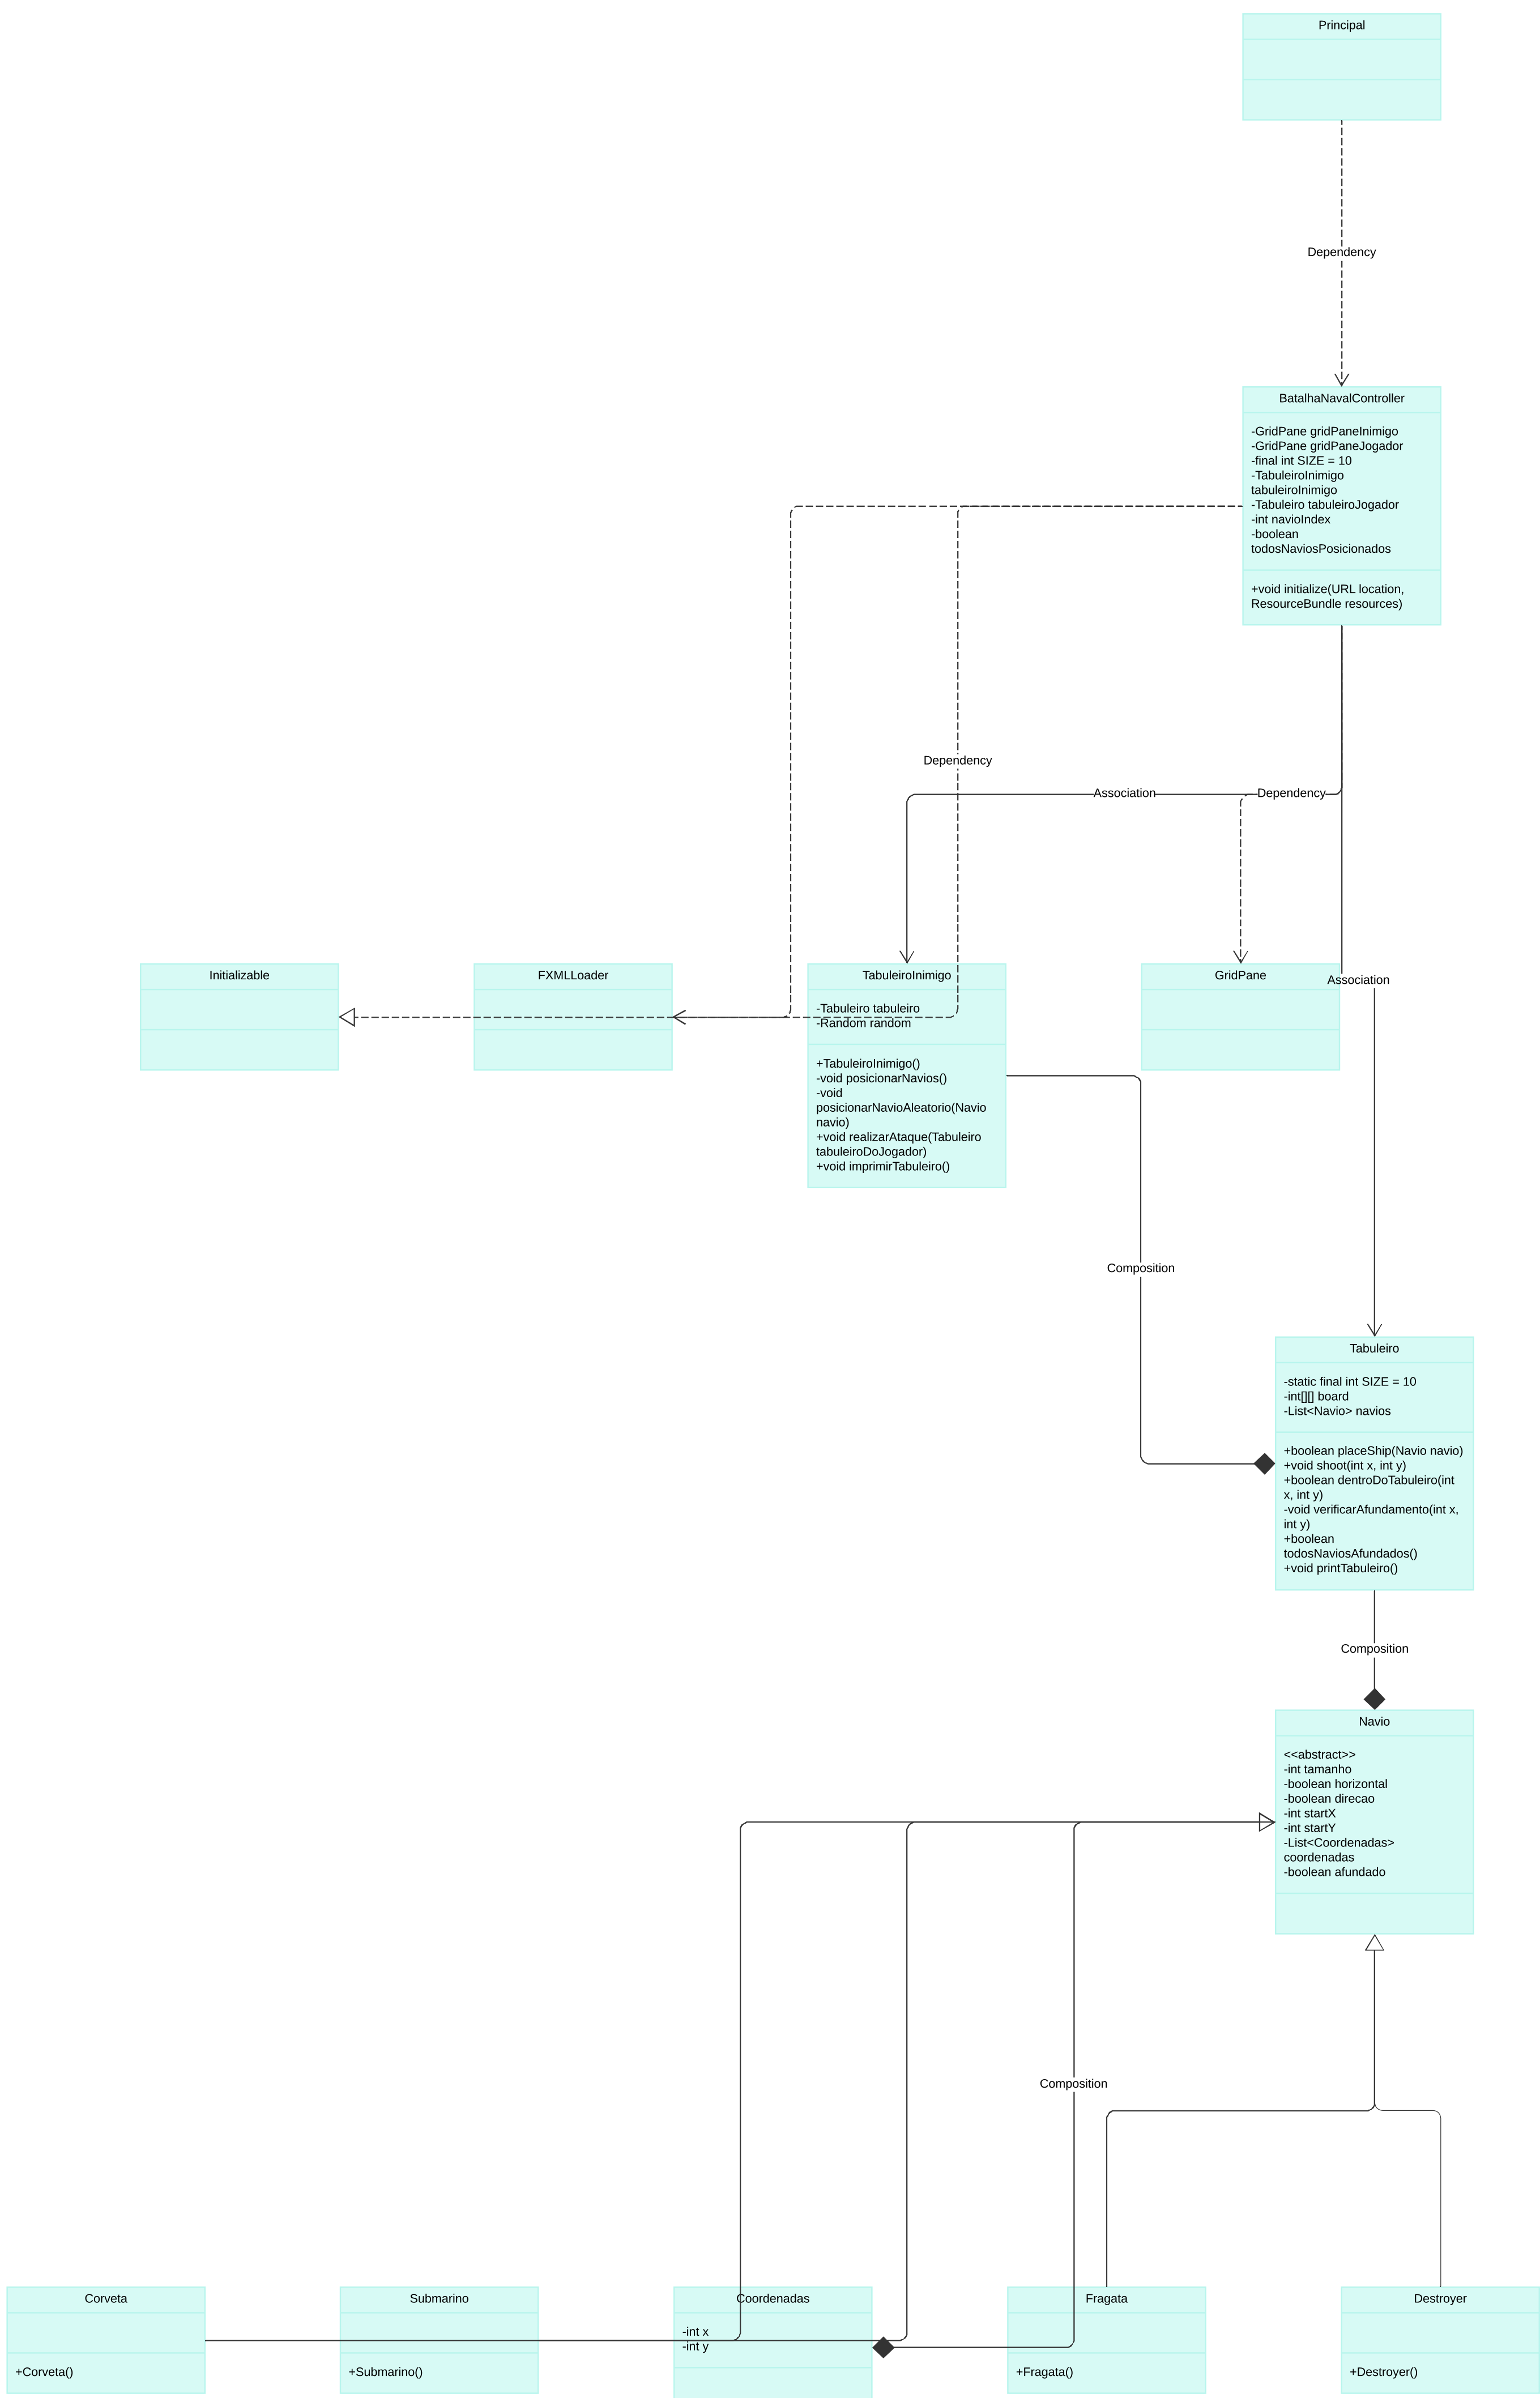 Principal
Dependency
BatalhaNavalController
-GridPane gridPaneInimigo
-GridPane gridPaneJogador
-final int SIZE = 10
-TabuleiroInimigo
tabuleiroInimigo
-Tabuleiro tabuleiroJogador
-int navioIndex
-boolean
todosNaviosPosicionados
+void initialize(URL location,
ResourceBundle resources)
Dependency
Association
Dependency
Initializable
FXMLLoader
TabuleiroInimigo
-Tabuleiro tabuleiro
-Random random
+TabuleiroInimigo()
-void posicionarNavios()
-void
posicionarNavioAleatorio(Navio
navio)
+void realizarAtaque(Tabuleiro
tabuleiroDoJogador)
+void imprimirTabuleiro()
GridPane
Association
Composition
Tabuleiro
-static final int SIZE = 10
-int[][] board
-List<Navio> navios
+boolean placeShip(Navio navio)
+void shoot(int x, int y)
+boolean dentroDoTabuleiro(int
x, int y)
-void verificarAfundamento(int x,
int y)
+boolean
todosNaviosAfundados()
+void printTabuleiro()
Composition
Navio
<<abstract>>
-int tamanho
-boolean horizontal
-boolean direcao
-int startX
-int startY
-List<Coordenadas>
coordenadas
-boolean afundado
Composition
Corveta
+Corveta()
Submarino
+Submarino()
Coordenadas
-int x
-int y
Fragata
+Fragata()
Destroyer
+Destroyer()